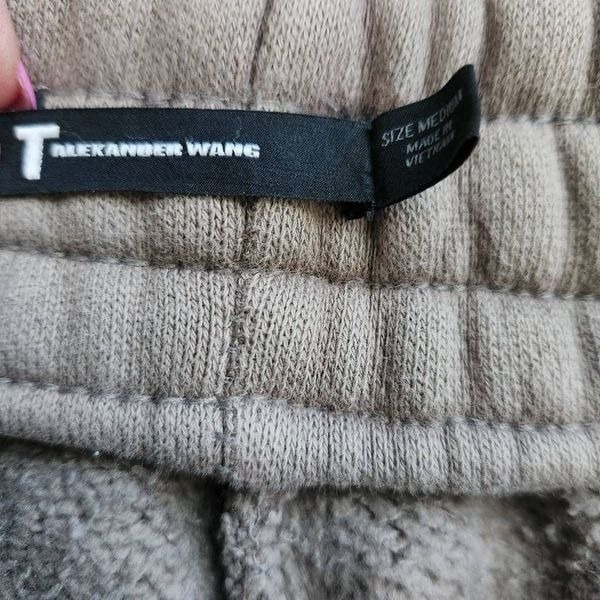 T ALEXANDER WANG
SIZE MEDIUM
MADE IN
VIETNAM